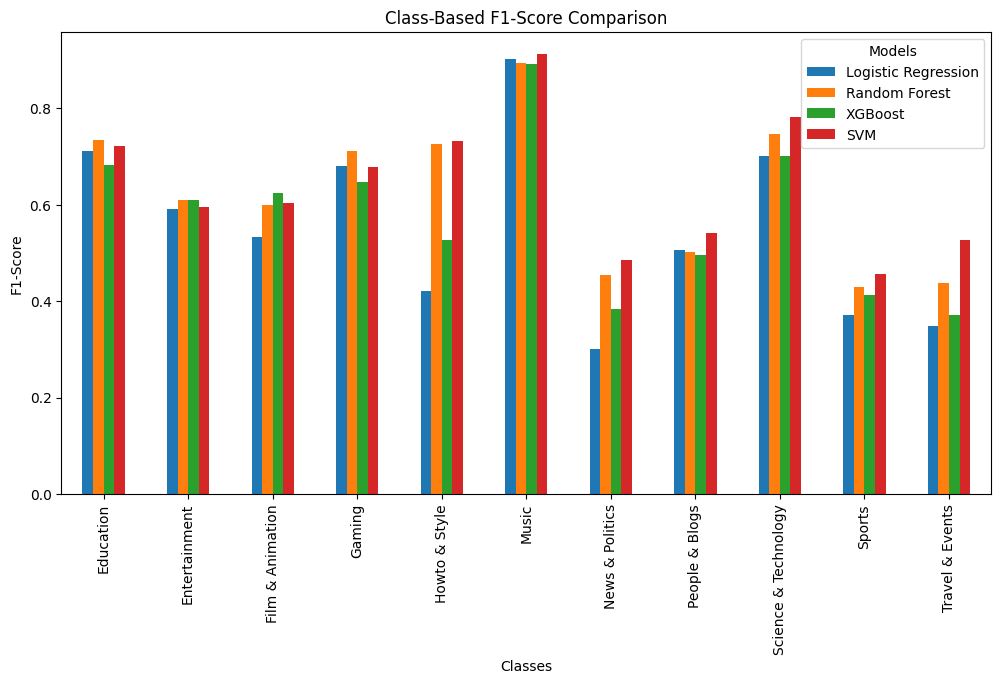 Class-Based F1-Score Comparison
Models
Logistic Regression
Random Forest
XGBoost
SVM
F1-Score
0.8
0.6
0.4
0.2
0.0
Education
Entertainment
Film & Animation
Gaming
Howto & Style
Music
News & Politics
People & Blogs
Science & Technology
Sports
Travel & Events
Classes